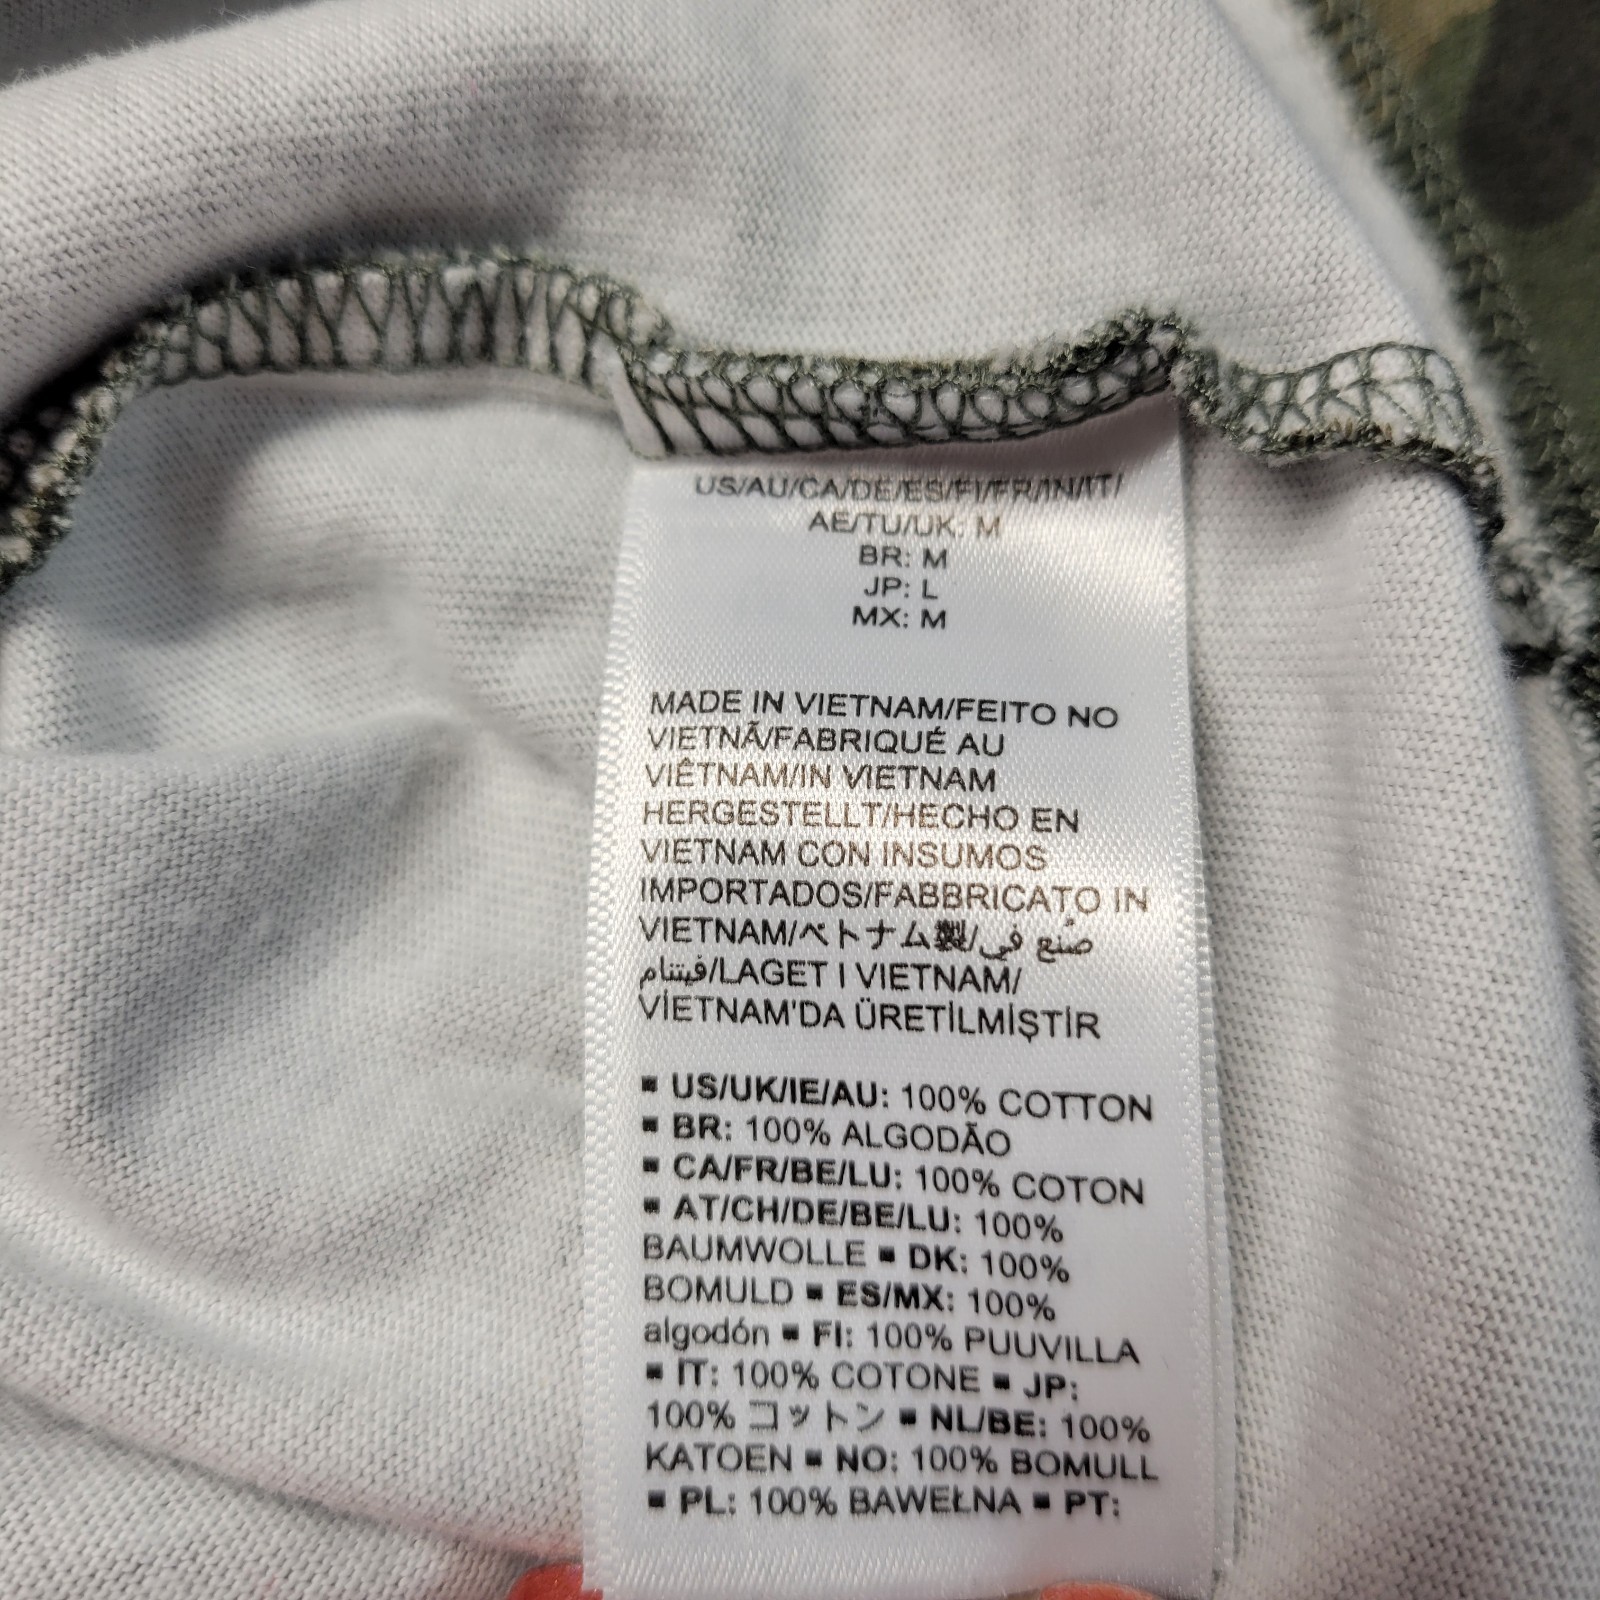 US/AU/CA/DE/ES/FI/FR/IN/IT/
AE/TU/UK: M
BR: M
JP: L
MX: M
MADE IN VIETNAM/FEITO NO
VIETNÃ/FABRIQUÉ AU
VIÊTNAM/IN VIETNAM
HERGESTELLT/HECHO EN
VIETNAM CON INSUMOS
IMPORTADOS/FABBRICATO IN
VIETNAM/ベトナム製/صُنع في
فيتنام/LAGET I VIETNAM/
VİETNAM'DA ÜRETİLMİŞTİR
▪ US/UK/IE/AU: 100% COTTON
▪ BR: 100% ALGODÃO
▪ CA/FR/BE/LU: 100% COTON
▪ AT/CH/DE/BE/LU: 100%
BAUMWOLLE ▪ DK: 100%
BOMULD ▪ ES/MX: 100%
algodón ▪ FI: 100% PUUVILLA
▪ IT: 100% COTONE ▪ JP:
100% コットン ▪ NL/BE: 100%
KATOEN ▪ NO: 100% BOMULL
▪ PL: 100% BAWEŁNA ▪ PT: